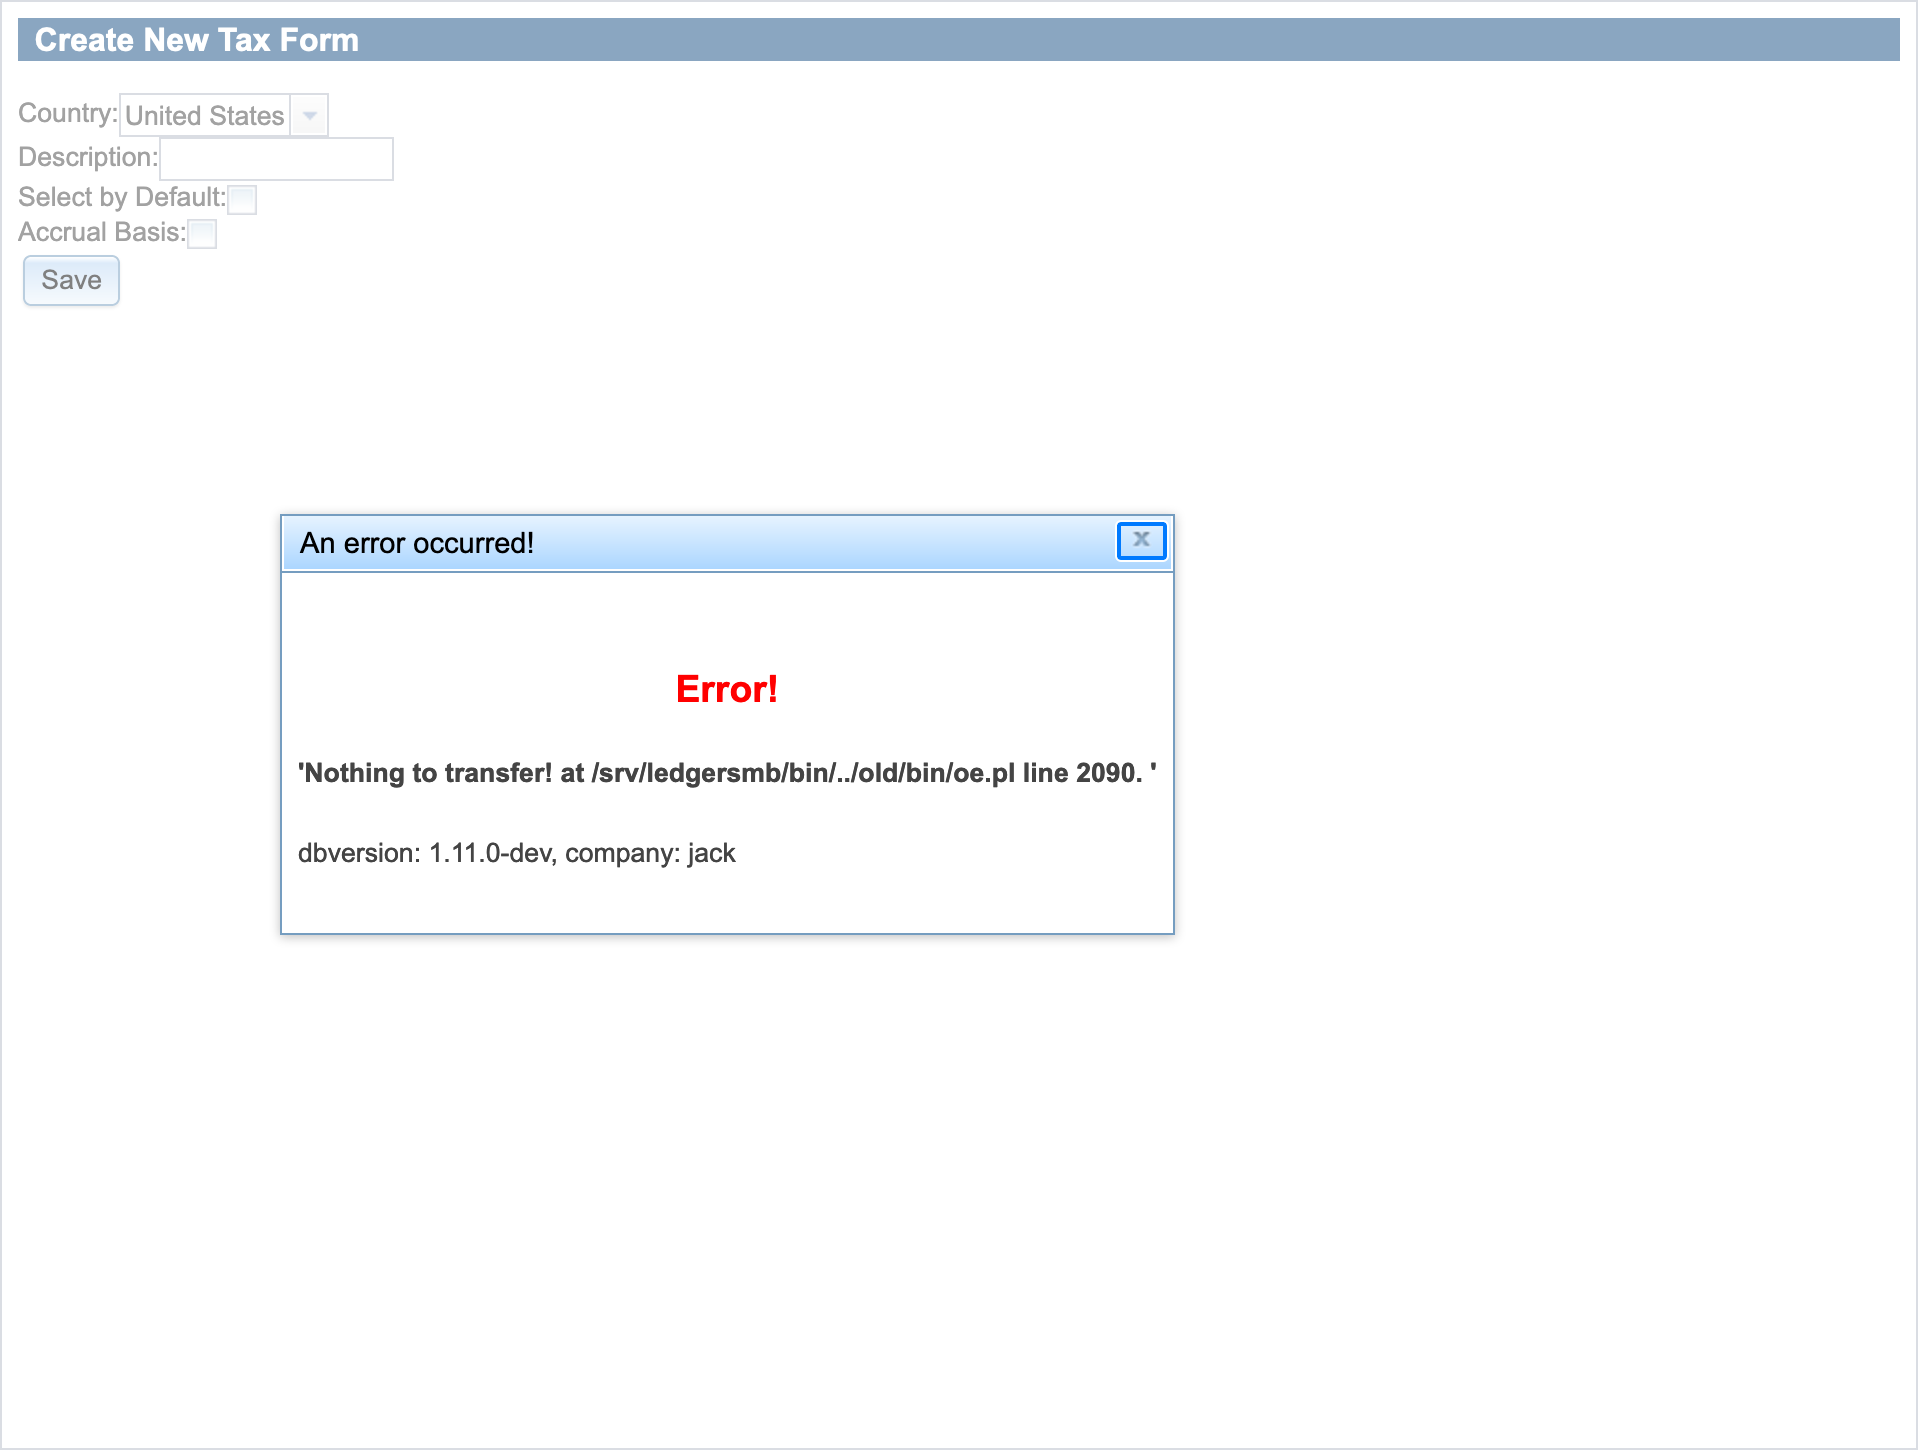 Create New Tax Form
Country: United States
Description:
Select by Default:
Accrual Basis:
Save
An error occurred!
x
Error!
'Nothing to transfer! at /srv/ledgersmb/bin/../old/bin/oe.pl line 2090. '
dbversion: 1.11.0-dev, company: jack